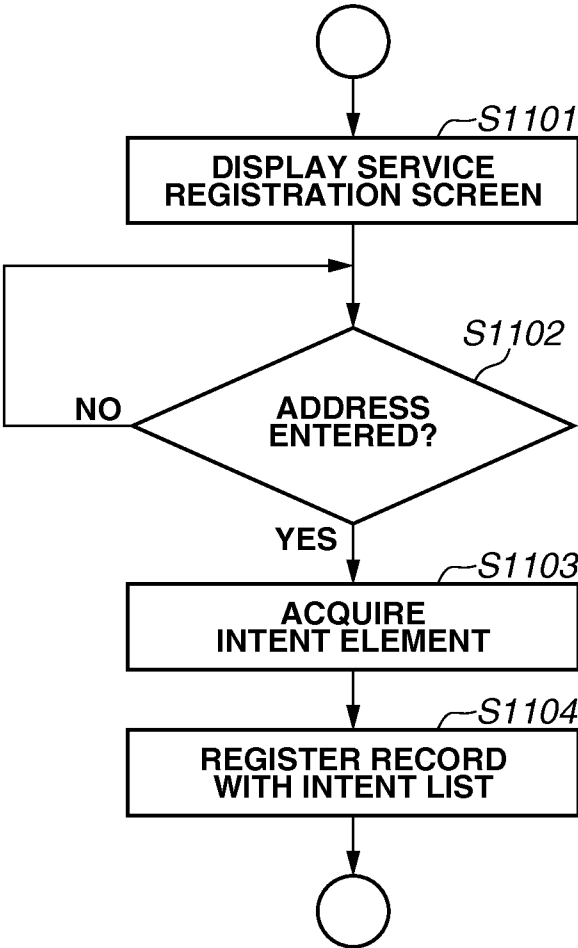 S1101
DISPLAY SERVICE
REGISTRATION SCREEN
S1102
ADDRESS
ENTERED?
NO
YES
S1103
ACQUIRE
INTENT ELEMENT
S1104
REGISTER RECORD
WITH INTENT LIST